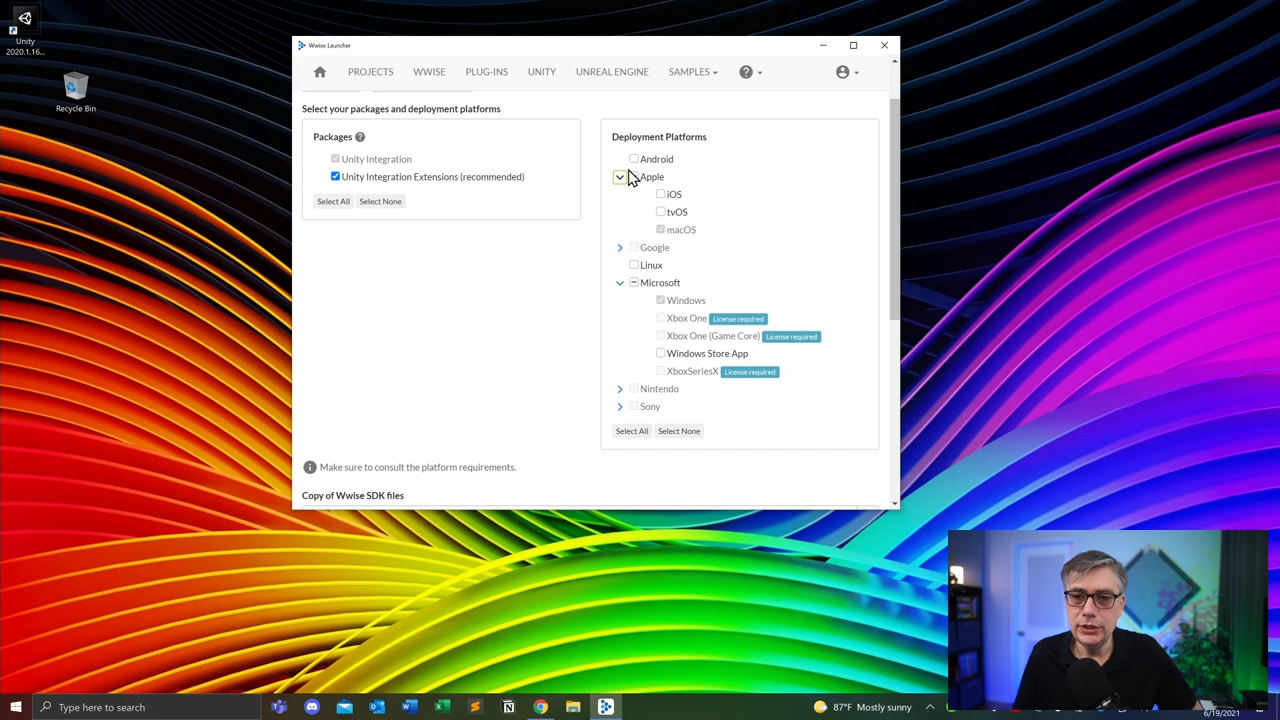 Unity
2020.1.16...
Recycle Bin
Wwise Launcher
PROJECTS
WWISE
PLUG-INS
UNITY
UNREAL ENGINE
SAMPLES
Select your packages and deployment platforms
Packages
Unity Integration
Unity Integration Extensions (recommended)
Select All
Select None
Deployment Platforms
Android
Apple
iOS
tvOS
macOS
Google
Linux
Microsoft
Windows
Xbox One License required
Xbox One (Game Core) License required
Windows Store App
XboxSeriesX License required
Nintendo
Sony
Select All
Select None
Make sure to consult the platform requirements.
Copy of Wwise SDK files
Type here to search
87°F Mostly sunny
6/19/2021